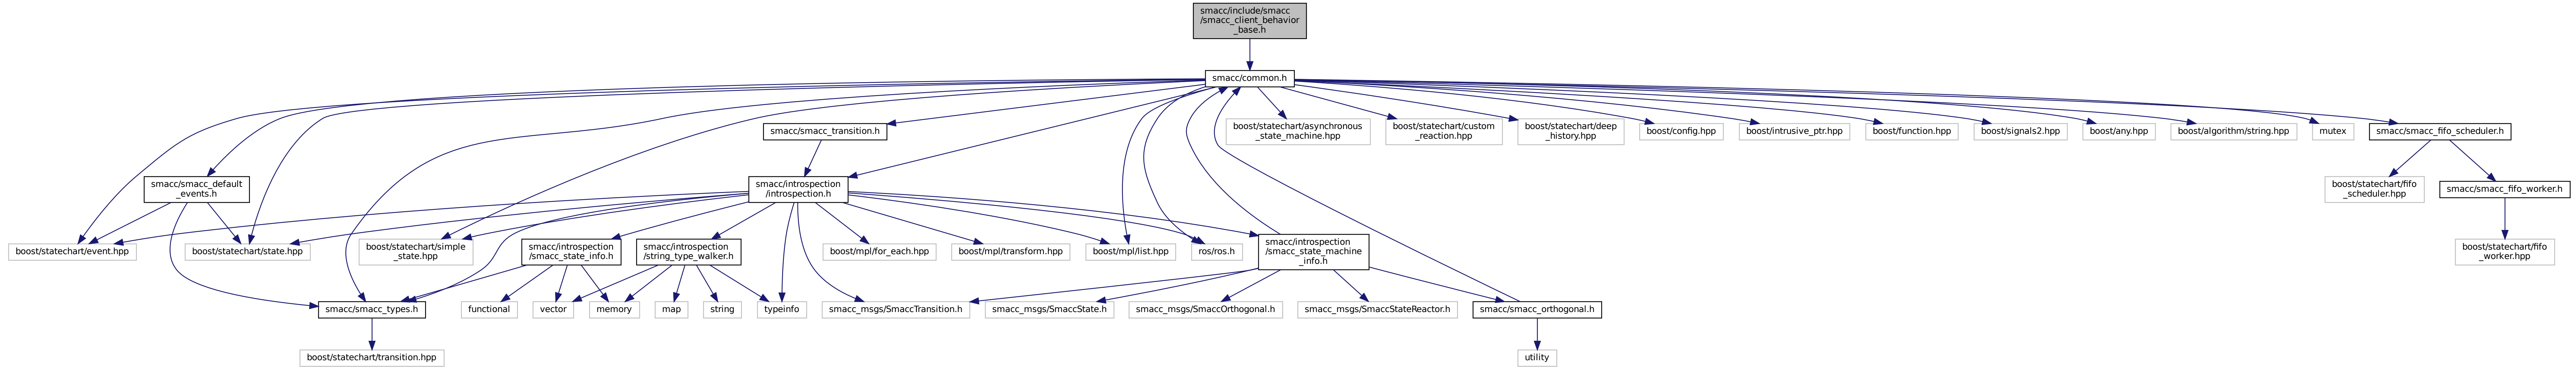 smacc/include/smacc
/smacc_client_behavior
_base.h
smacc/common.h
smacc/smacc_transition.h
boost/statechart/asynchronous
_state_machine.hpp
boost/statechart/custom
_reaction.hpp
boost/statechart/deep
_history.hpp
boost/config.hpp
boost/intrusive_ptr.hpp
boost/function.hpp
boost/signals2.hpp
boost/any.hpp
boost/algorithm/string.hpp
mutex
smacc/smacc_fifo_scheduler.h
smacc/smacc_default
_events.h
smacc/introspection
/introspection.h
boost/statechart/fifo
_scheduler.hpp
smacc/smacc_fifo_worker.h
boost/statechart/event.hpp
boost/statechart/state.hpp
boost/statechart/simple
_state.hpp
smacc/introspection
/smacc_state_info.h
smacc/introspection
/string_type_walker.h
boost/mpl/for_each.hpp
boost/mpl/transform.hpp
boost/mpl/list.hpp
ros/ros.h
smacc/introspection
/smacc_state_machine
_info.h
boost/statechart/fifo
_worker.hpp
smacc/smacc_types.h
functional
vector
memory
map
string
typeinfo
smacc_msgs/SmaccTransition.h
smacc_msgs/SmaccState.h
smacc_msgs/SmaccOrthogonal.h
smacc_msgs/SmaccStateReactor.h
smacc/smacc_orthogonal.h
boost/statechart/transition.hpp
utility